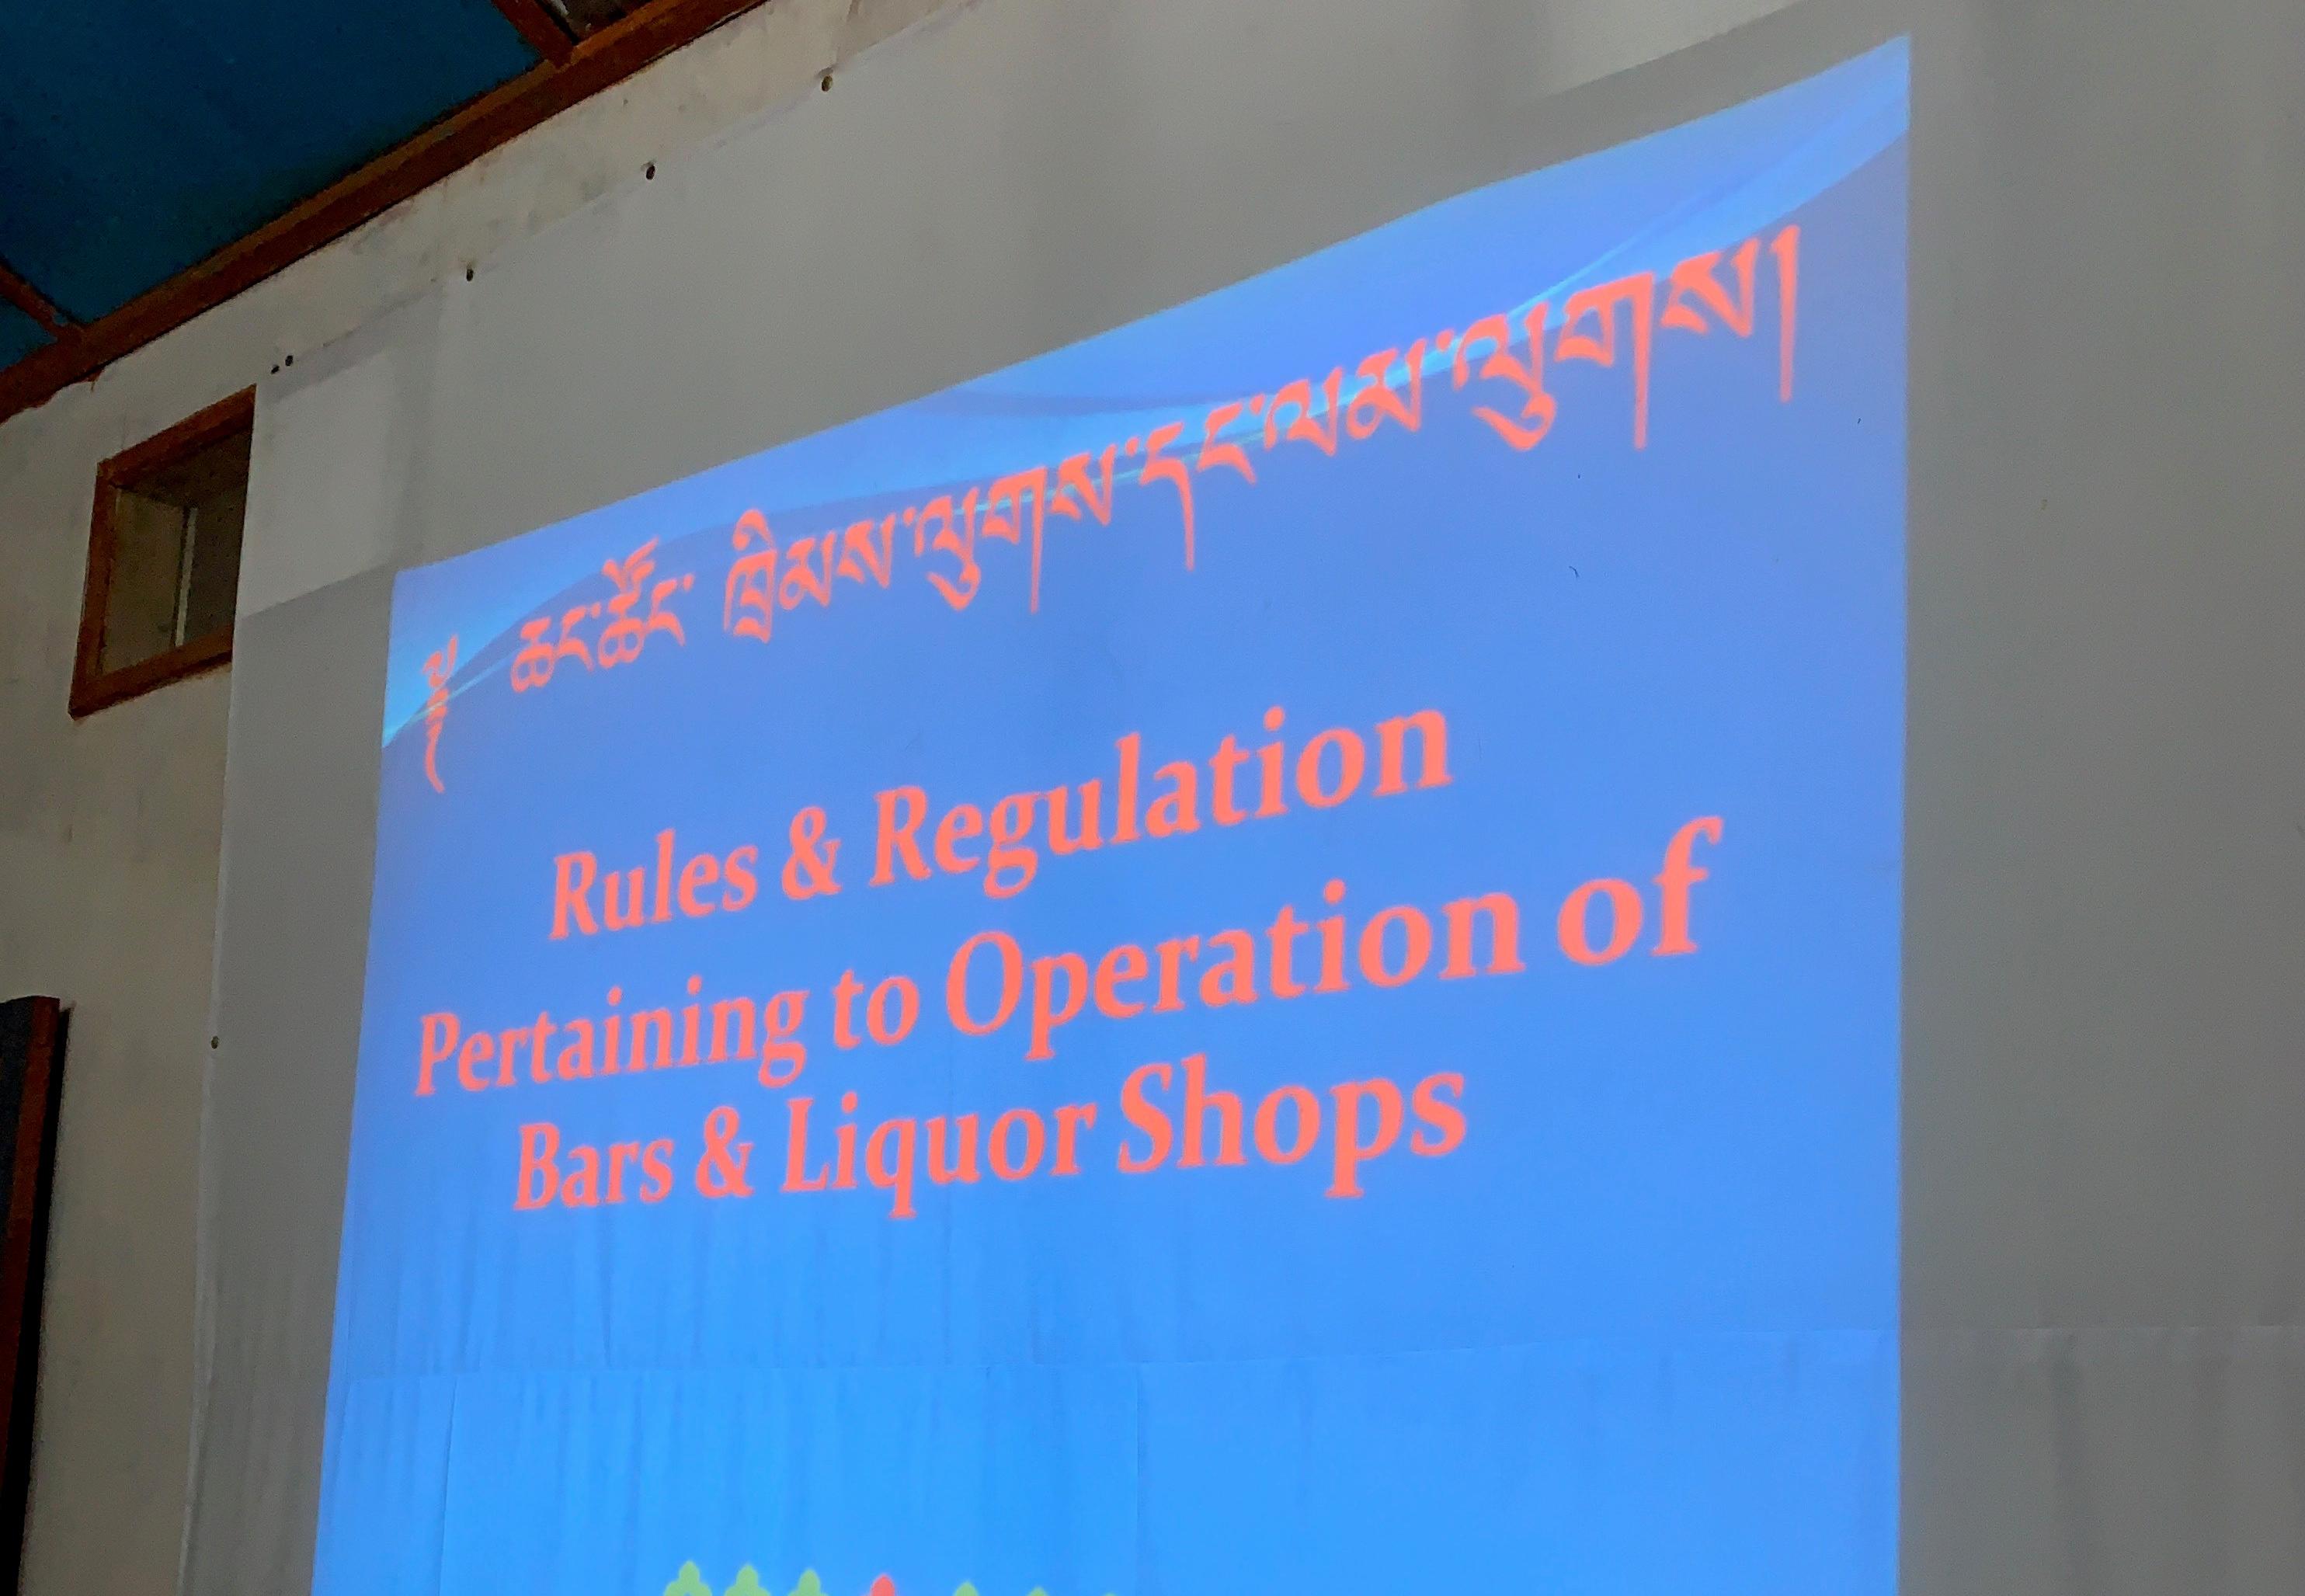 ༈ ཆང་ཚོང་ ཁྲིམས་ལུགས་དང་ལམ་ལུགས།
Rules & Regulation
Pertaining to Operation of
Bars & Liquor Shops